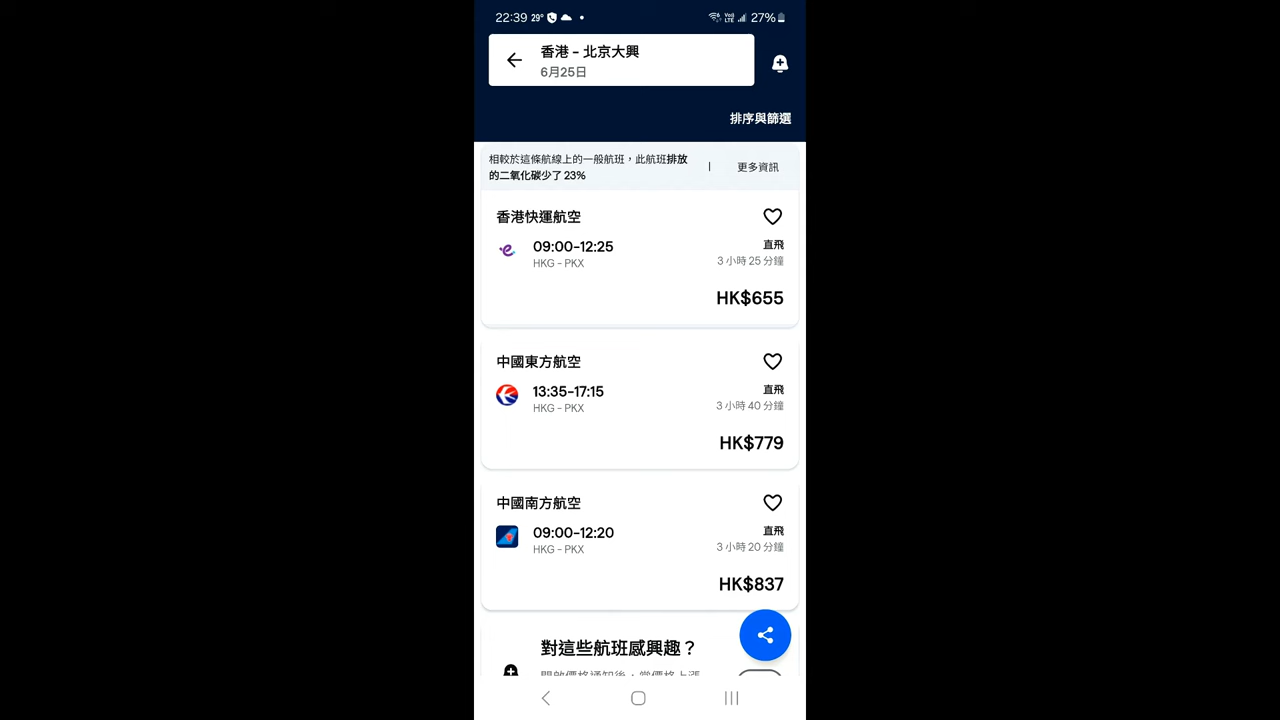 22:39 29°
27%
香港 – 北京大興
6月25日
排序與篩選
相較於這條航線上的一般航班，此航班排放
的二氧化碳少了 23%
更多資訊
香港快運航空
09:00–12:25
直飛
HKG – PKX
3 小時 25 分鐘
HK$655
中國東方航空
13:35–17:15
直飛
HKG – PKX
3 小時 40 分鐘
HK$779
中國南方航空
09:00–12:20
直飛
HKG – PKX
3 小時 20 分鐘
HK$837
對這些航班感興趣？